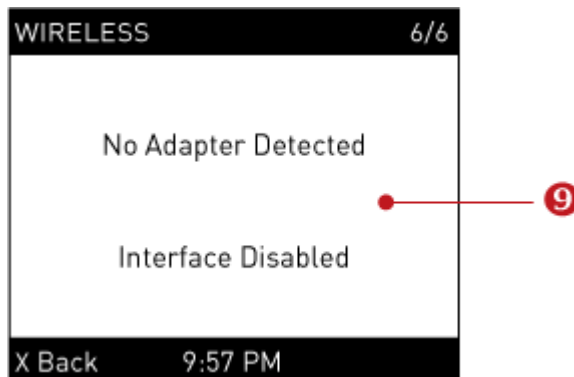 WIRELESS 6/6
No Adapter Detected
9
Interface Disabled
X Back 9:57 PM